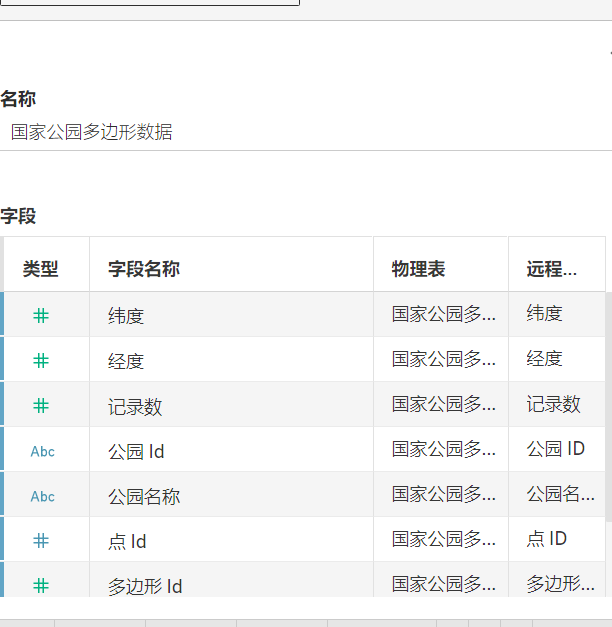 名称
国家公园多边形数据
字段
类型 字段名称 物理表 远程...
# 纬度 国家公园多... 纬度
# 经度 国家公园多... 经度
# 记录数 国家公园多... 记录数
Abc 公园 Id 国家公园多... 公园 ID
Abc 公园名称 国家公园多... 公园名...
# 点 Id 国家公园多... 点 ID
# 多边形 Id 国家公园多... 多边形...